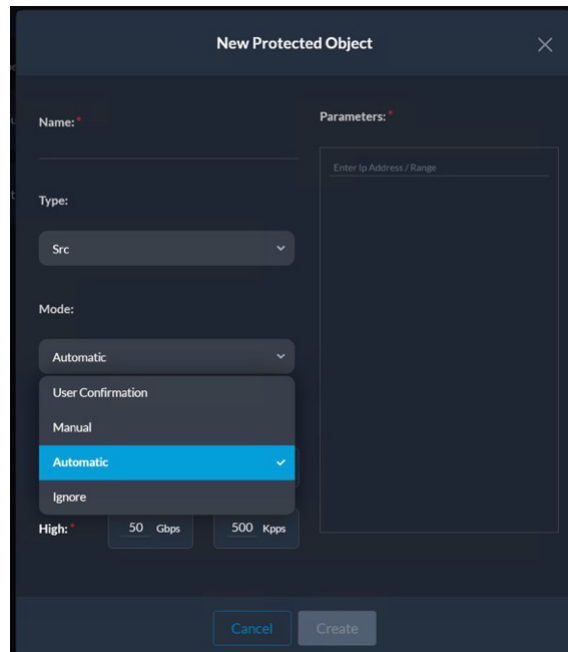 New Protected Object
Name:*
Parameters:*
Enter Ip Address / Range
Type:
Src
Mode:
Automatic
User Confirmation
Manual
Automatic
Ignore
High:* 50 Gbps 500 Kpps
Cancel Create